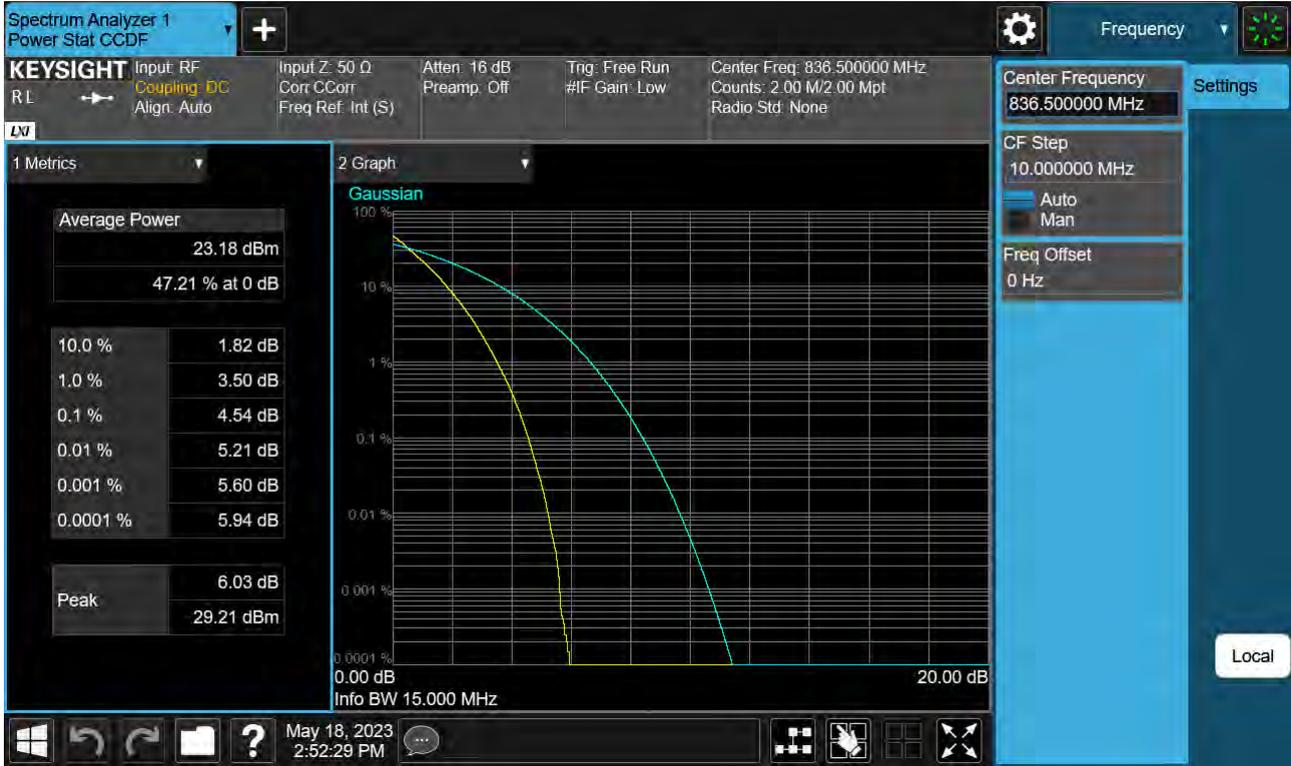 Spectrum Analyzer 1
Power Stat CCDF
Frequency
KEYSIGHT
R L
LXI
Input: RF
Coupling: DC
Align: Auto
Input Z: 50 Ω
Corr CCorr
Freq Ref: Int (S)
Atten: 16 dB
Preamp: Off
Trig: Free Run
#IF Gain: Low
Center Freq: 836.500000 MHz
Counts: 2.00 M/2.00 Mpt
Radio Std: None
Center Frequency
836.500000 MHz
Settings
CF Step
10.000000 MHz
Auto
Man
Freq Offset
0 Hz
Local
1 Metrics
Average Power
23.18 dBm
47.21 % at 0 dB
10.0 % 1.82 dB
1.0 % 3.50 dB
0.1 % 4.54 dB
0.01 % 5.21 dB
0.001 % 5.60 dB
0.0001 % 5.94 dB
Peak
6.03 dB
29.21 dBm
2 Graph
Gaussian
100 %
10 %
1 %
0.1 %
0.01 %
0.001 %
0.0001 %
0.00 dB 20.00 dB
Info BW 15.000 MHz
?
May 18, 2023
2:52:29 PM